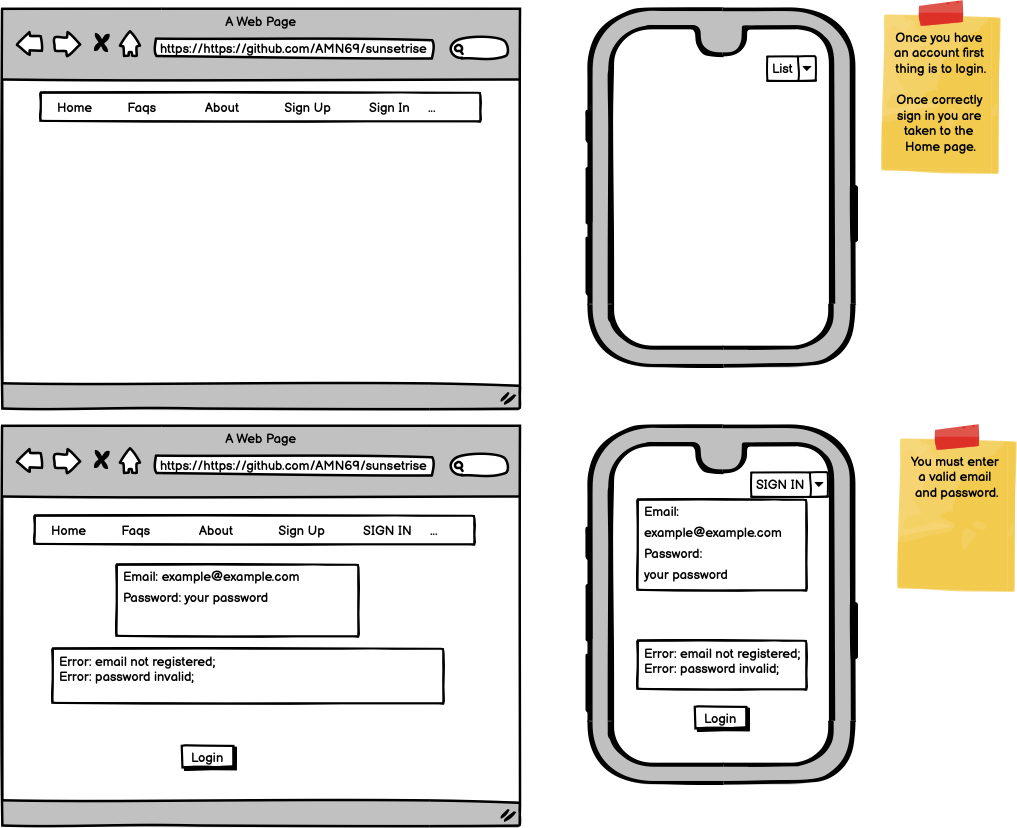 A Web Page
https://https://github.com/AMN69/sunsetrise
Home Faqs About Sign Up Sign In ...
List
Once you have
an account first
thing is to login.
Once correctly
sign in you are
taken to the
Home page.
A Web Page
https://https://github.com/AMN69/sunsetrise
Home Faqs About Sign Up SIGN IN ...
Email: example@example.com
Password: your password
Error: email not registered;
Error: password invalid;
Login
SIGN IN
Email:
example@example.com
Password:
your password
Error: email not registered;
Error: password invalid;
Login
You must enter
a valid email
and password.